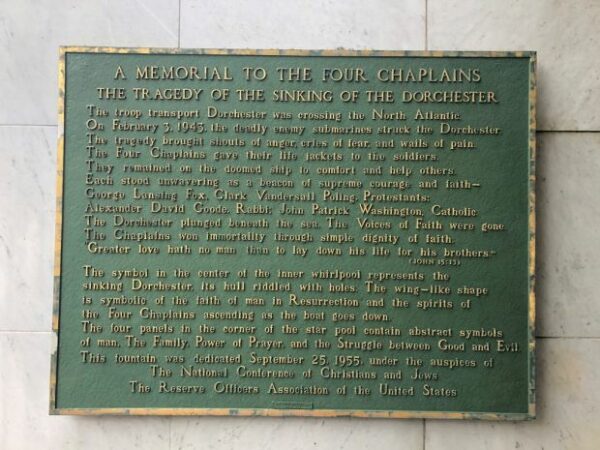 A MEMORIAL TO THE FOUR CHAPLAINS
THE TRAGEDY OF THE SINKING OF THE DORCHESTER
The troop transport Dorchester was crossing the North Atlantic.
On February 3, 1943, the deadly enemy submarines struck the Dorchester
The tragedy brought shouts of anger, cries of fear, and wails of pain.
The Four Chaplains gave their life jackets to the soldiers.
They remained on the doomed ship to comfort and help others.
Each stood unwavering as a beacon of supreme courage and faith—
George Lansing Fox, Clark Vandersall Poling, Protestants;
Alexander David Goode, Rabbi; John Patrick Washington, Catholic.
The Dorchester plunged beneath the sea. The Voices of Faith were gone.
The Chaplains won immortality through simple dignity of faith.
"Greater love hath no man than to lay down his life for his brothers."
(JOHN 15:13)
The symbol in the center of the inner whirlpool represents the
sinking Dorchester. Its hull riddled with holes. The wing-like shape
is symbolic of the faith of man in Resurrection and the spirits of
the Four Chaplains ascending as the boat goes down.
The four panels in the corner of the star pool contain abstract symbols
of man, The Family, Power of Prayer, and the Struggle between Good and Evil.
This fountain was dedicated September 25, 1955, under the auspices of
The National Conference of Christians and Jews
The Reserve Officers Association of the United States